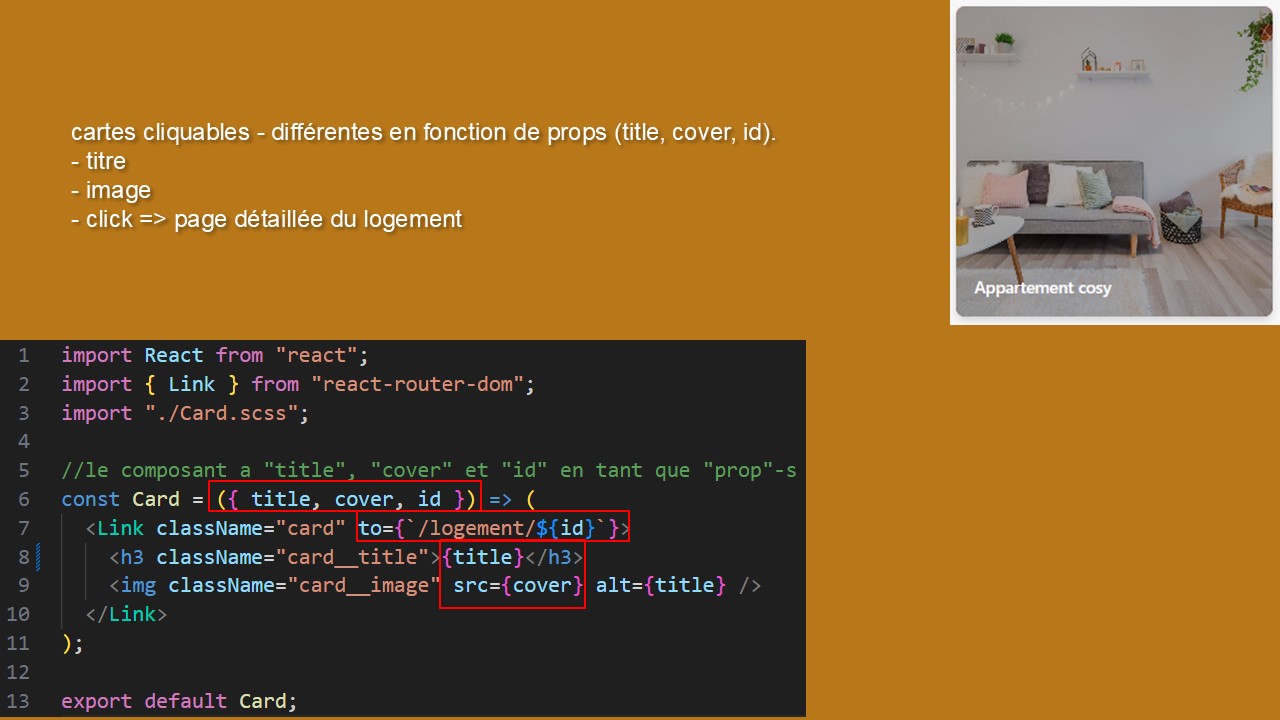 cartes cliquables - différentes en fonction de props (title, cover, id).
- titre
- image
- click => page détaillée du logement
Appartement cosy
1 import React from "react";
2 import { Link } from "react-router-dom";
3 import "./Card.scss";
4
5 //le composant a "title", "cover" et "id" en tant que "prop"-s
6 const Card = ({ title, cover, id }) => (
7 <Link className="card" to={`/logement/${id}`}>
8 <h3 className="card__title">{title}</h3>
9 <img className="card__image" src={cover} alt={title} />
10 </Link>
11 );
12
13 export default Card;